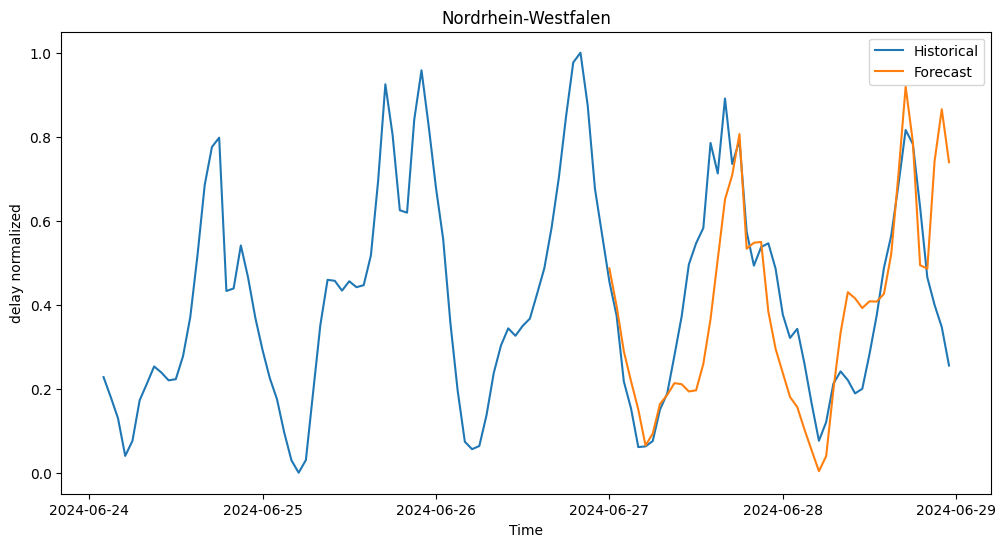 Nordrhein-Westfalen
Historical
Forecast
delay normalized
1.0
0.8
0.6
0.4
0.2
0.0
2024-06-24
2024-06-25
2024-06-26
2024-06-27
2024-06-28
2024-06-29
Time